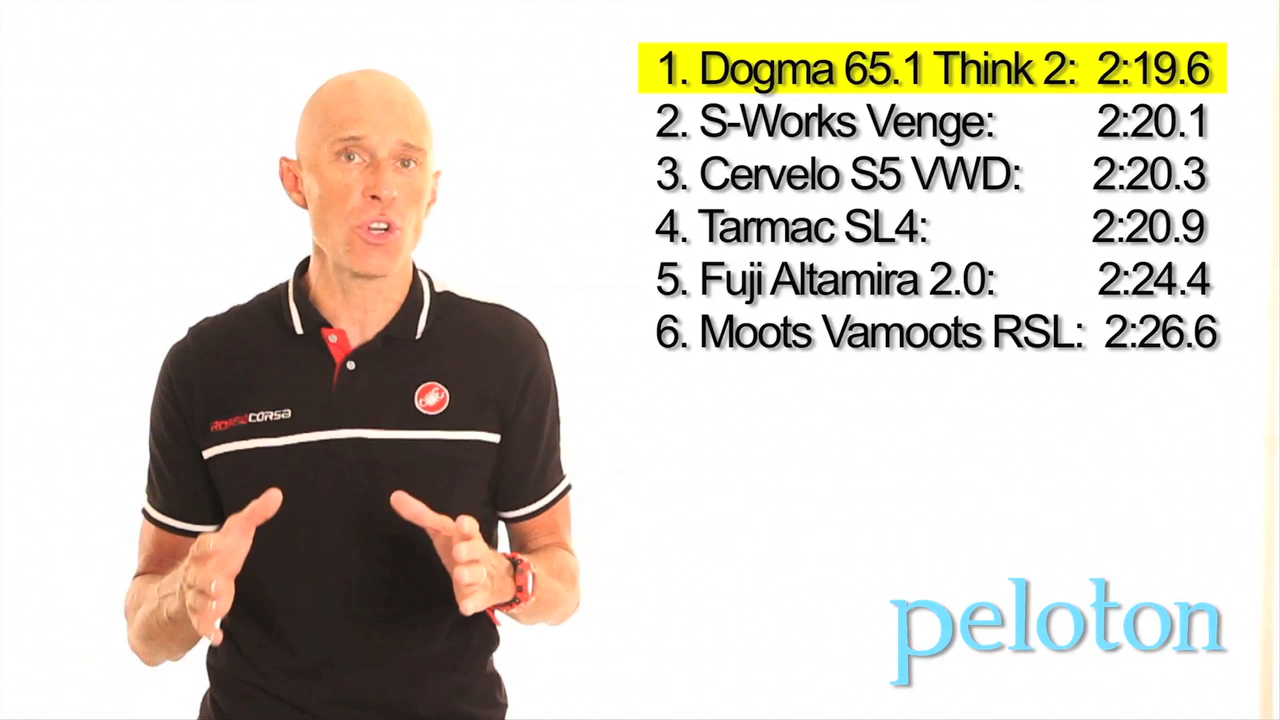 1. Dogma 65.1 Think 2: 2:19.6
2. S-Works Venge: 2:20.1
3. Cervelo S5 VWD: 2:20.3
4. Tarmac SL4: 2:20.9
5. Fuji Altamira 2.0: 2:24.4
6. Moots Vamoots RSL: 2:26.6
ROSSOCORSA
peloton